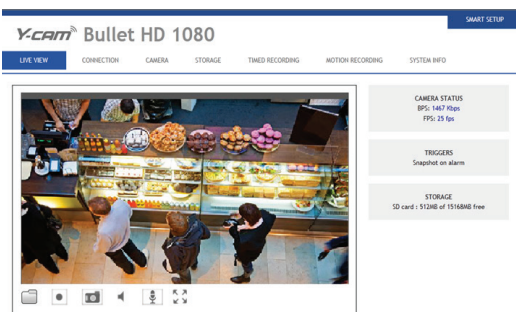 SMART SETUP
Y-cam Bullet HD 1080
LIVE VIEW CONNECTION CAMERA STORAGE TIMED RECORDING MOTION RECORDING SYSTEM INFO
CAMERA STATUS
BPS: 1467 Kbps
FPS: 25 fps
TRIGGERS
Snapshot on alarm
STORAGE
SD card : 512MB of 15168MB free